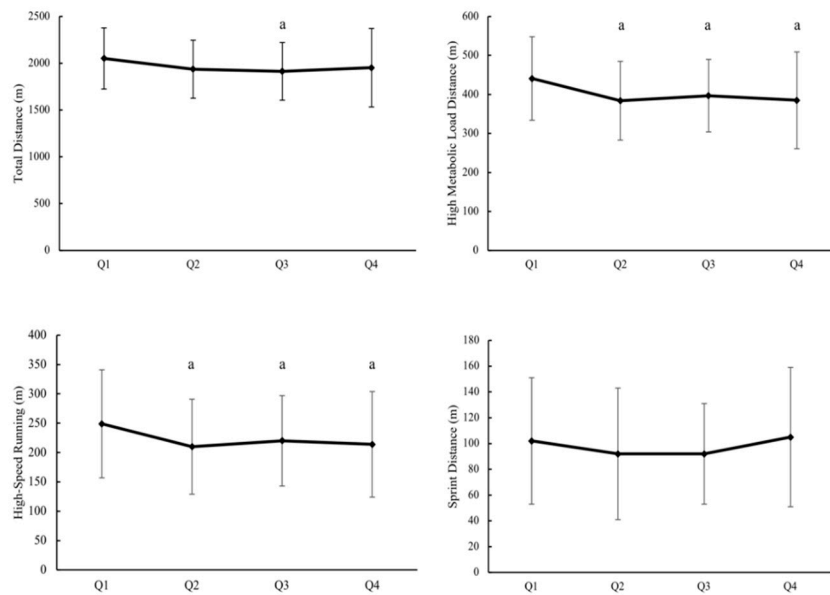 Total Distance (m)
2500
2000
1500
1000
500
0
a
Q1 Q2 Q3 Q4
High Metabolic Load Distance (m)
600
500
400
300
200
100
0
a a a
Q1 Q2 Q3 Q4
High-Speed Running (m)
400
350
300
250
200
150
100
50
0
a a a
Q1 Q2 Q3 Q4
Sprint Distance (m)
180
160
140
120
100
80
60
40
20
0
Q1 Q2 Q3 Q4